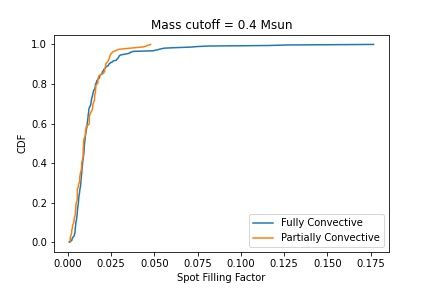 Mass cutoff = 0.4 Msun
CDF
1.0
0.8
0.6
0.4
0.2
0.0
Fully Convective
Partially Convective
0.000 0.025 0.050 0.075 0.100 0.125 0.150 0.175
Spot Filling Factor